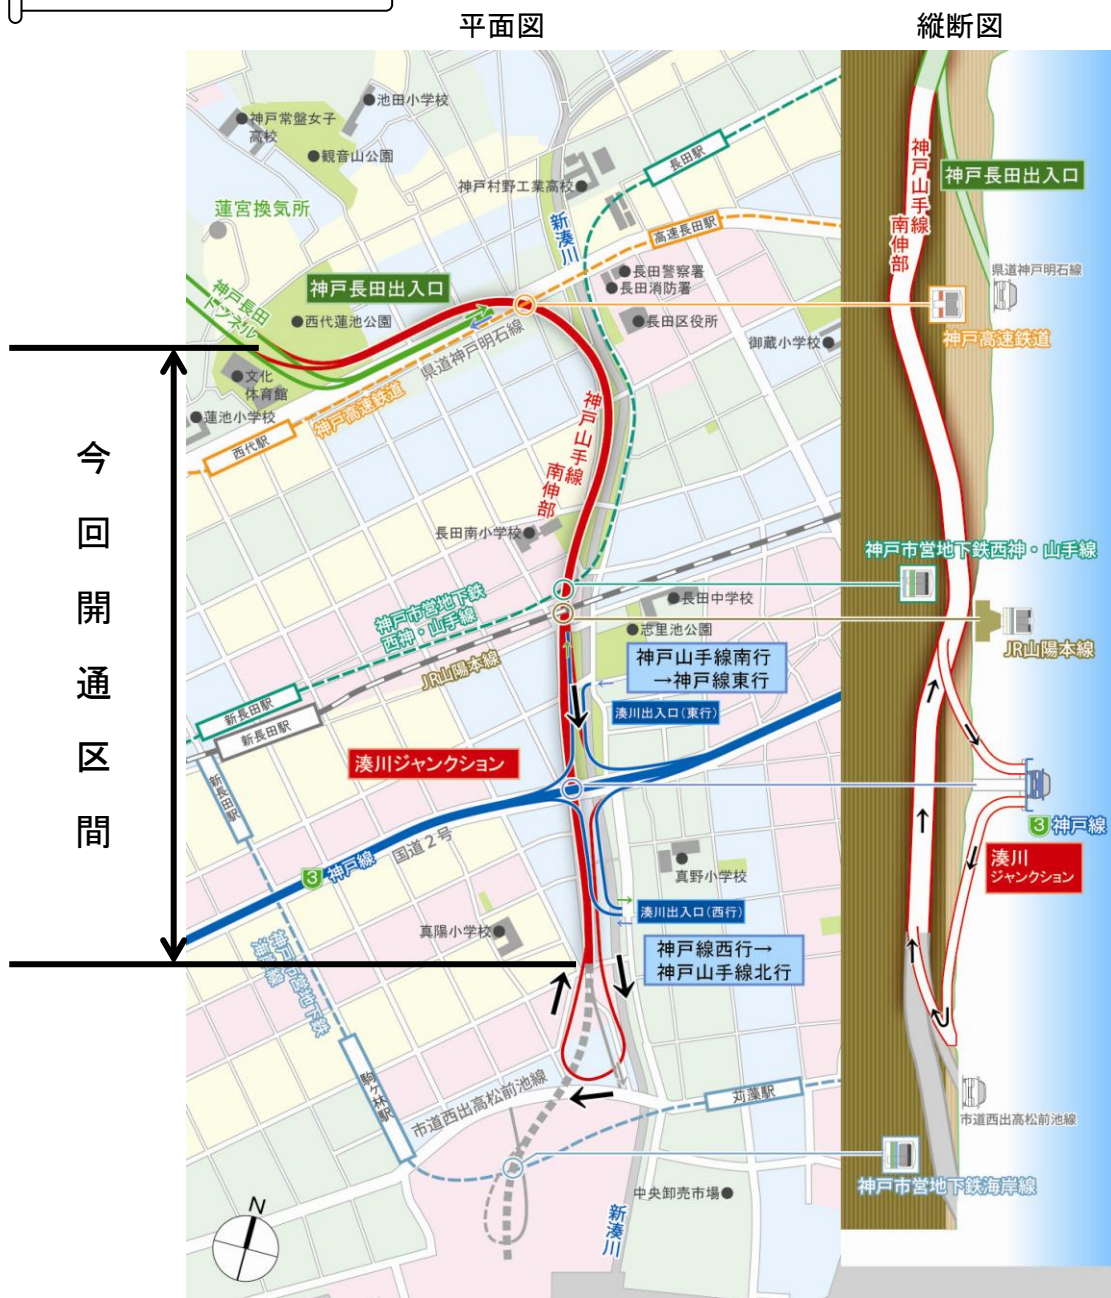 平面図
縦断図
池田小学校
神戸常盤女子
高校
観音山公園
神戸村野工業高校
長田駅
蓮宮換気所
新湊川
高速長田駅
神戸長田出入口
長田警察署
長田消防署
神戸長田
トンネル
西代蓮池公園
長田区役所
県道神戸明石線
御蔵小学校
文化
体育館
神戸高速鉄道
蓮池小学校
西代駅
神戸山手線
南伸部
長田南小学校
神戸市営地下鉄
西神・山手線
長田中学校
志里池公園
JR山陽本線
神戸山手線南行
→神戸線東行
新長田駅
新長田駅
湊川出入口(東行)
湊川ジャンクション
新長田駅
国道2号
3 神戸線
真野小学校
湊川出入口(西行)
真陽小学校
神戸線西行→
神戸山手線北行
神戸市営地下鉄
海岸線
駒ヶ林駅
市道西出高松前池線
苅藻駅
中央卸売市場
新湊川
N
今回開通区間
神戸山手線
南伸部
神戸長田出入口
県道神戸明石線
神戸高速鉄道
神戸市営地下鉄西神・山手線
JR山陽本線
3 神戸線
湊川
ジャンクション
市道西出高松前池線
神戸市営地下鉄海岸線